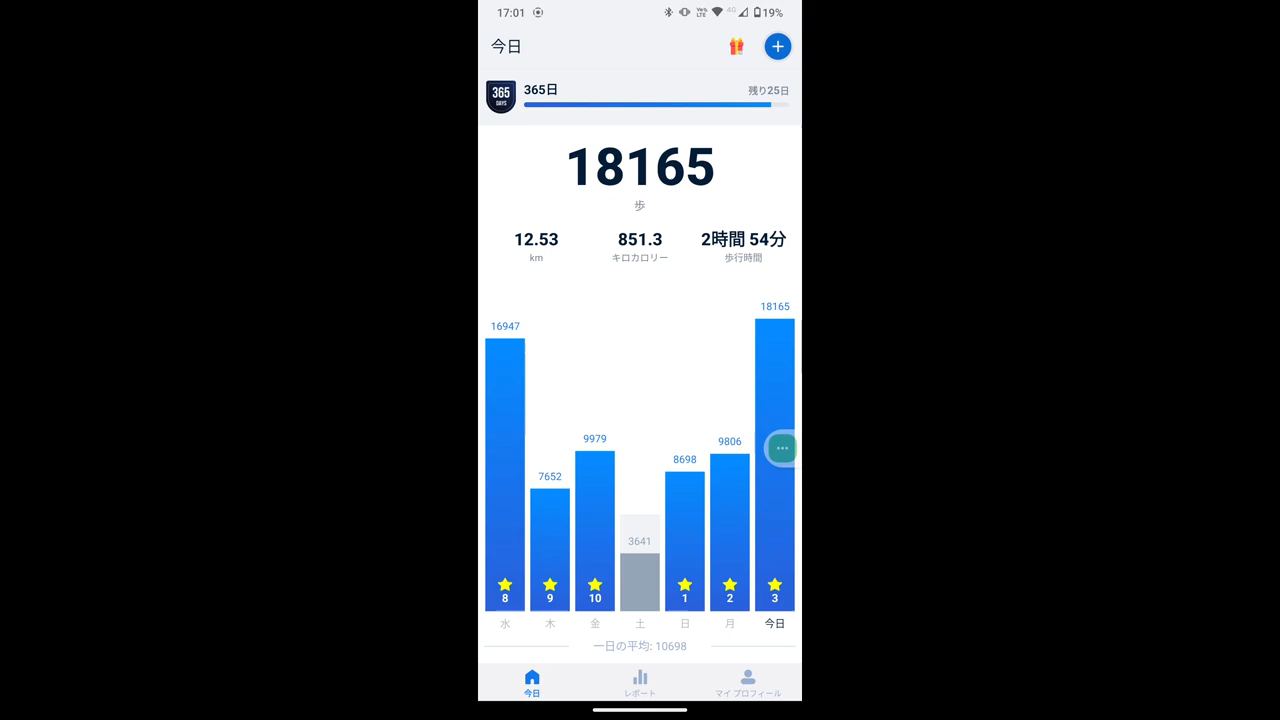 17:01 VoLTE 4G 19%
今日
365 DAYS 365日 残り25日
18165
歩
12.53 851.3 2時間 54分
km キロカロリー 歩行時間
18165
16947
9979 9806
8698
7652
3641
8 9 10 1 2 3
水 木 金 土 日 月 今日
一日の平均: 10698
今日 レポート マイ プロフィール